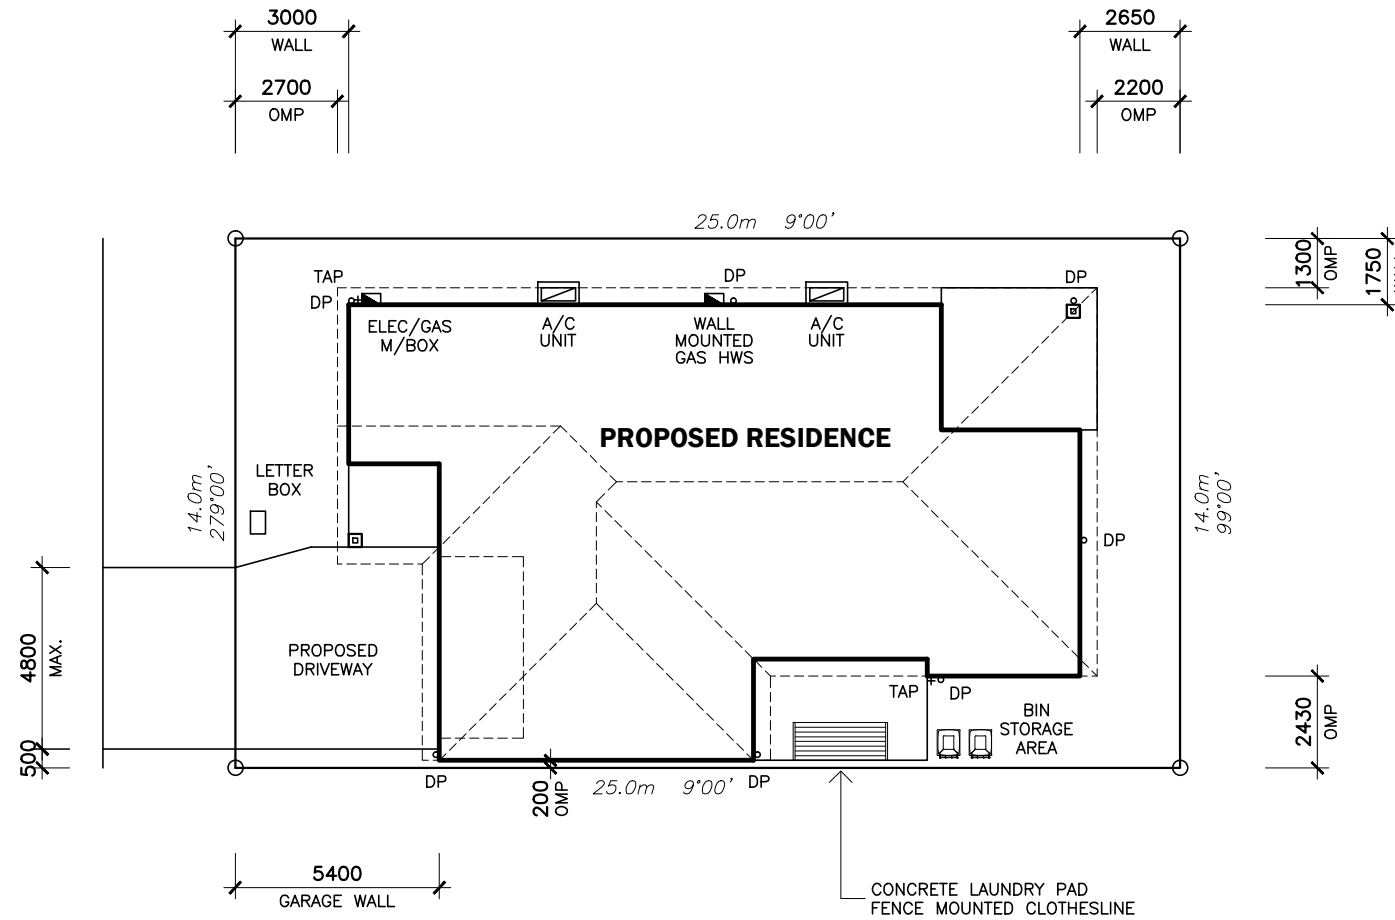 3000
WALL
2700
OMP
2650
WALL
2200
OMP
25.0m 9°00'
1300
OMP
1750
TAP
DP
DP
DP
ELEC/GAS
M/BOX
A/C
UNIT
WALL
MOUNTED
GAS HWS
A/C
UNIT
PROPOSED RESIDENCE
LETTER
BOX
14.0m
279°00'
14.0m
99°00'
DP
4800
MAX.
PROPOSED
DRIVEWAY
TAP
DP
BIN
STORAGE
AREA
2430
OMP
500
DP
200
OMP
25.0m 9°00'
DP
5400
GARAGE WALL
CONCRETE LAUNDRY PAD
FENCE MOUNTED CLOTHESLINE